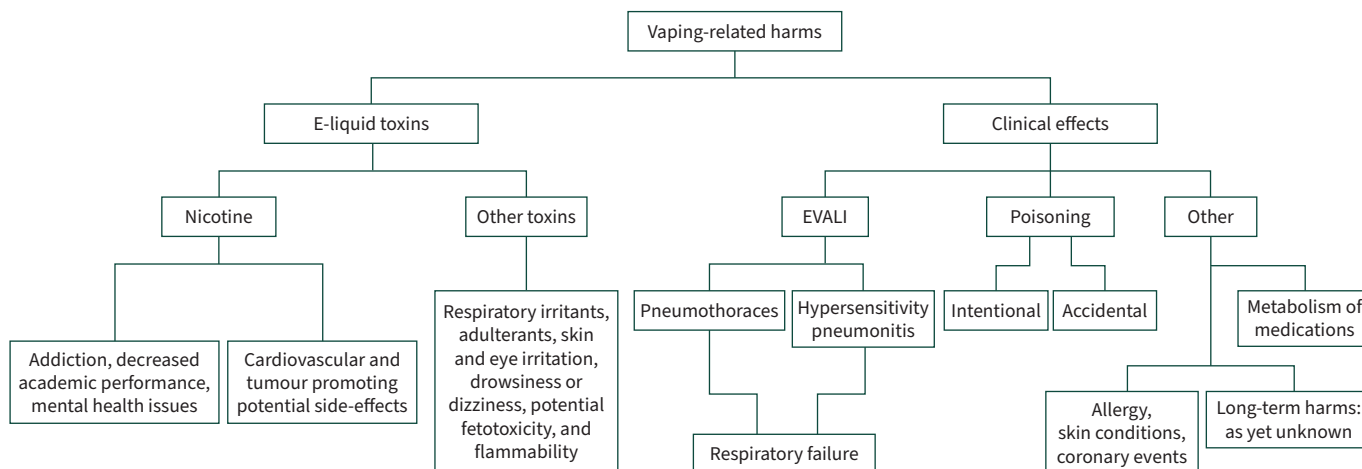 Vaping-related harms
E-liquid toxins
Clinical effects
Nicotine
Other toxins
EVALI
Poisoning
Other
Addiction, decreased
academic performance,
mental health issues
Cardiovascular and
tumour promoting
potential side-effects
Respiratory irritants,
adulterants, skin
and eye irritation,
drowsiness or
dizziness, potential
fetotoxicity, and
flammability
Pneumothoraces
Hypersensitivity
pneumonitis
Respiratory failure
Intentional
Accidental
Metabolism of
medications
Allergy,
skin conditions,
coronary events
Long-term harms:
as yet unknown